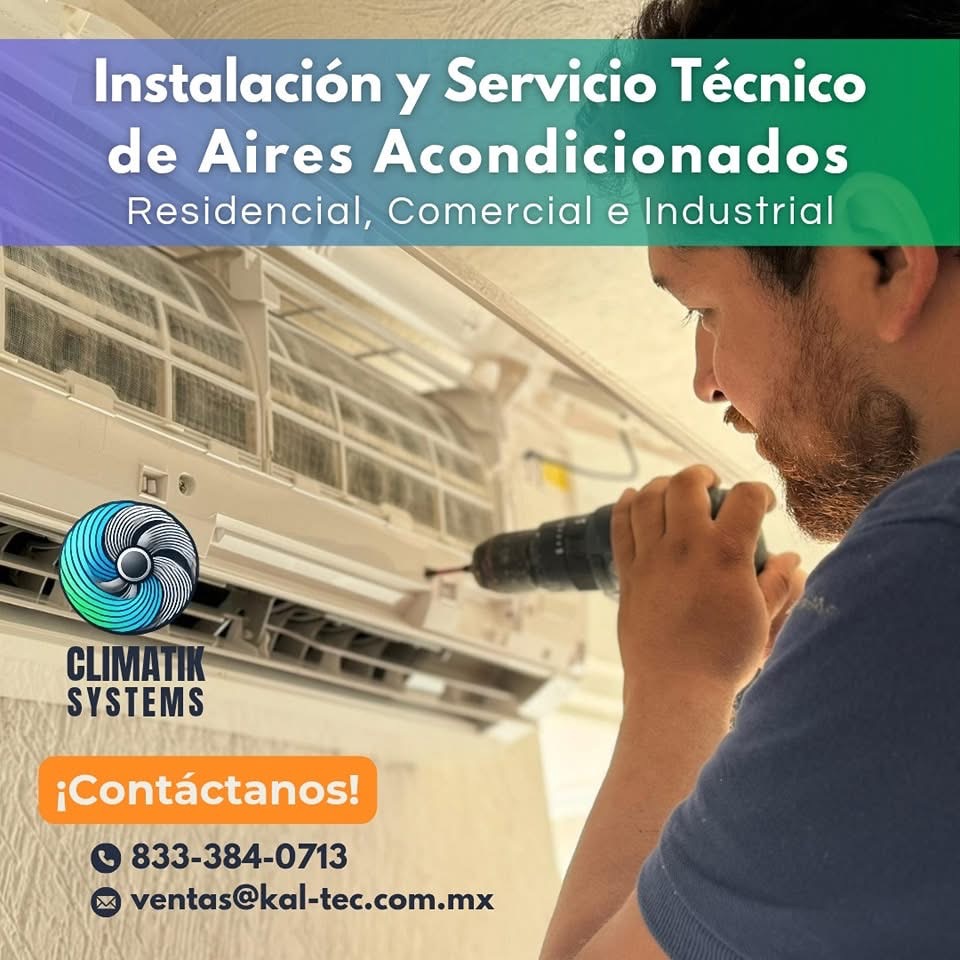 Instalación y Servicio Técnico
de Aires Acondicionados
Residencial, Comercial e Industrial
CLIMATIK
SYSTEMS
¡Contáctanos!
833-384-0713
ventas@kal-tec.com.mx